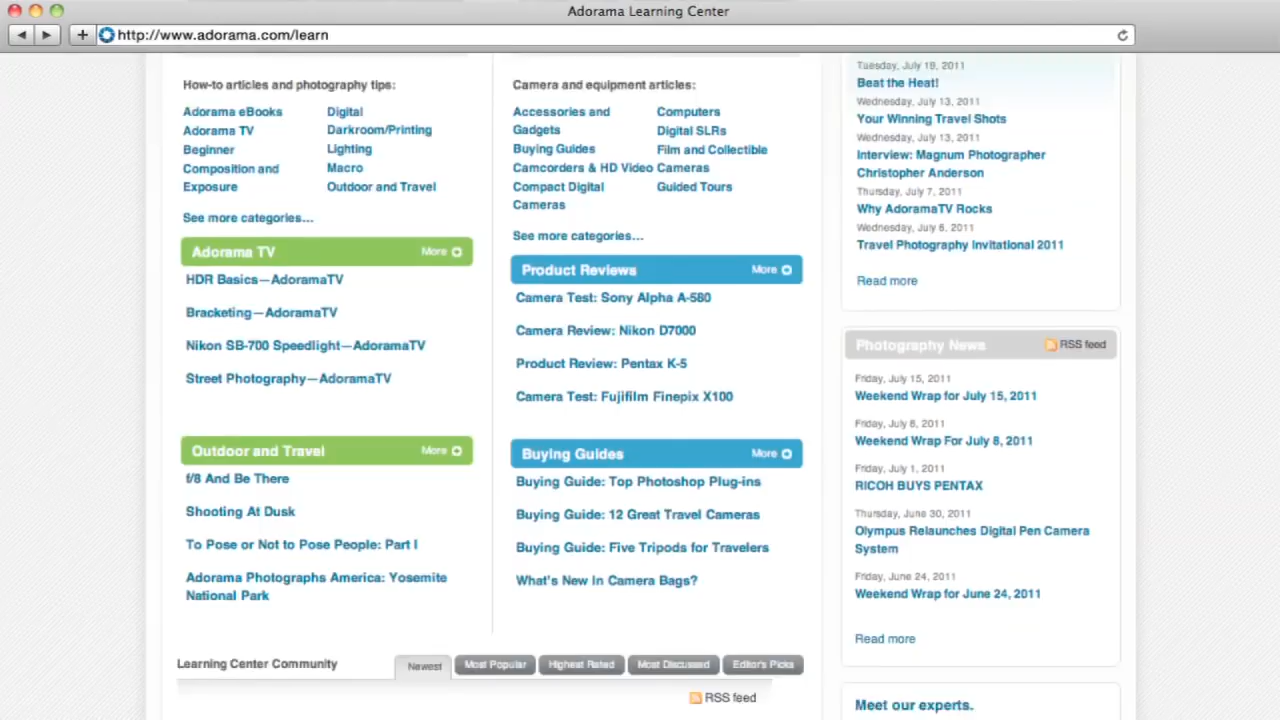 Adorama Learning Center
http://www.adorama.com/learn
How-to articles and photography tips:
Adorama eBooks
Adorama TV
Beginner
Composition and
Exposure
Digital
Darkroom/Printing
Lighting
Macro
Outdoor and Travel
See more categories...
Adorama TV
More
HDR Basics—AdoramaTV
Bracketing—AdoramaTV
Nikon SB-700 Speedlight—AdoramaTV
Street Photography—AdoramaTV
Outdoor and Travel
More
f/8 And Be There
Shooting At Dusk
To Pose or Not to Pose People: Part I
Adorama Photographs America: Yosemite
National Park
Camera and equipment articles:
Accessories and
Gadgets
Buying Guides
Camcorders & HD Video
Compact Digital
Cameras
Computers
Digital SLRs
Film and Collectible
Cameras
Guided Tours
See more categories...
Product Reviews
More
Camera Test: Sony Alpha A-580
Camera Review: Nikon D7000
Product Review: Pentax K-5
Camera Test: Fujifilm Finepix X100
Buying Guides
More
Buying Guide: Top Photoshop Plug-ins
Buying Guide: 12 Great Travel Cameras
Buying Guide: Five Tripods for Travelers
What's New In Camera Bags?
Learning Center Community
Newest
Most Popular
Highest Rated
Most Discussed
Editor's Picks
RSS feed
Tuesday, July 19, 2011
Beat the Heat!
Wednesday, July 13, 2011
Your Winning Travel Shots
Wednesday, July 13, 2011
Interview: Magnum Photographer
Christopher Anderson
Thursday, July 7, 2011
Why AdoramaTV Rocks
Wednesday, July 6, 2011
Travel Photography Invitational 2011
Read more
Photography News
RSS feed
Friday, July 15, 2011
Weekend Wrap for July 15, 2011
Friday, July 8, 2011
Weekend Wrap For July 8, 2011
Friday, July 1, 2011
RICOH BUYS PENTAX
Thursday, June 30, 2011
Olympus Relaunches Digital Pen Camera
System
Friday, June 24, 2011
Weekend Wrap for June 24, 2011
Read more
Meet our experts.